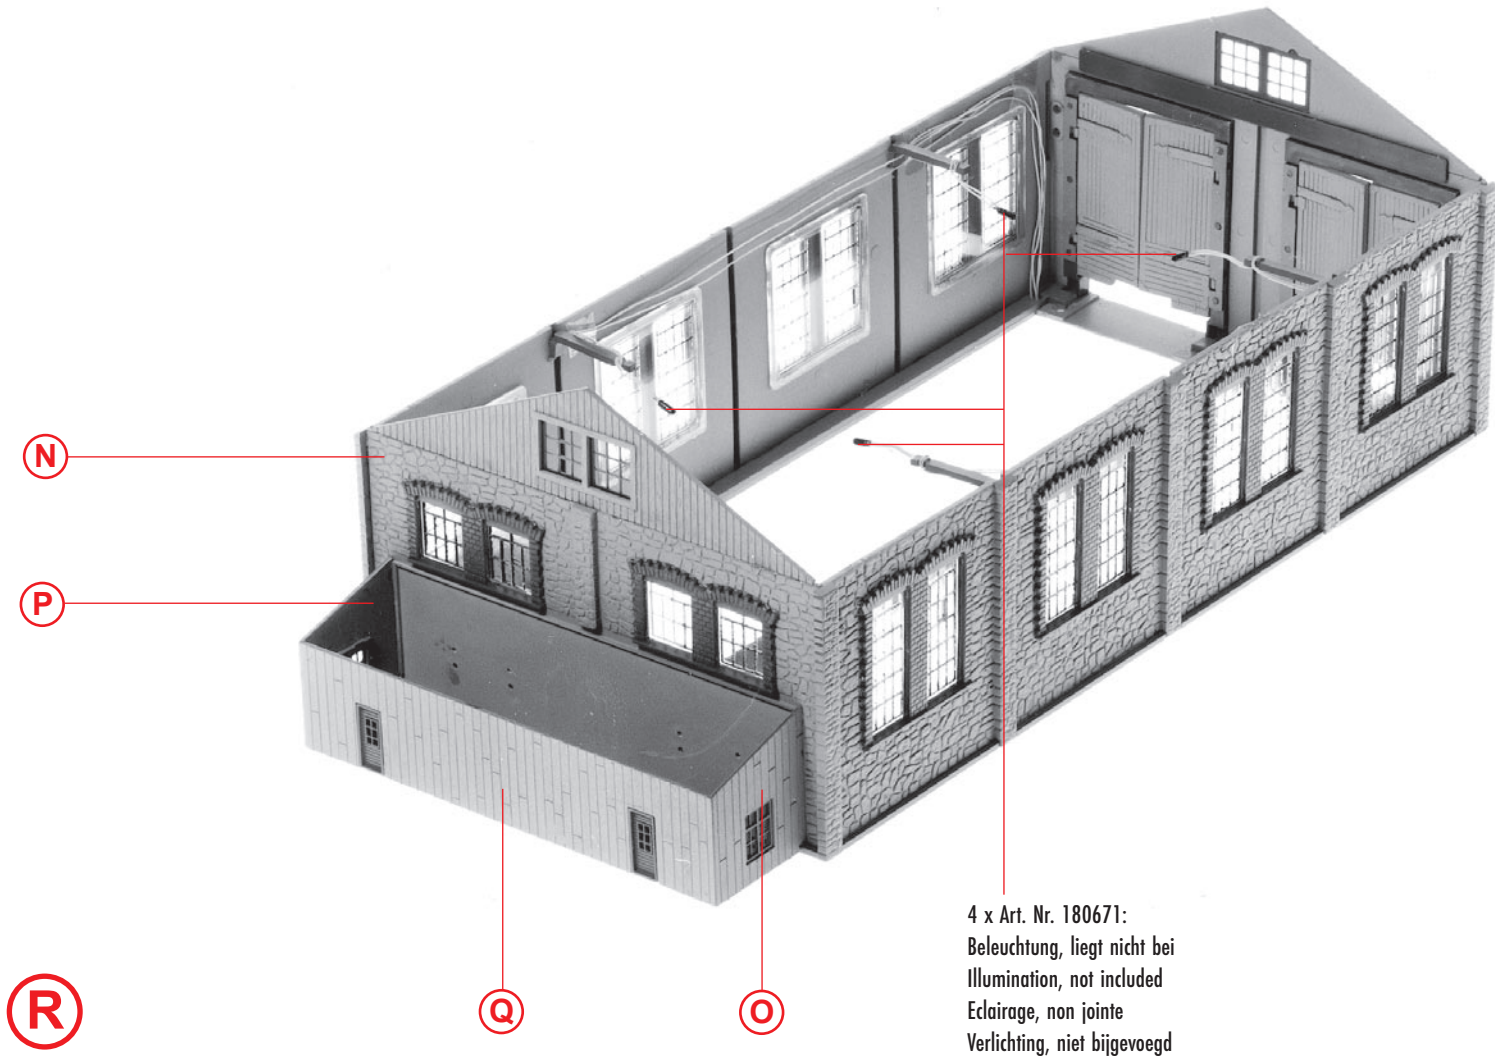 N
P
R
Q
O
4 x Art. Nr. 180671:
Beleuchtung, liegt nicht bei
Illumination, not included
Eclairage, non jointe
Verlichting, niet bijgevoegd